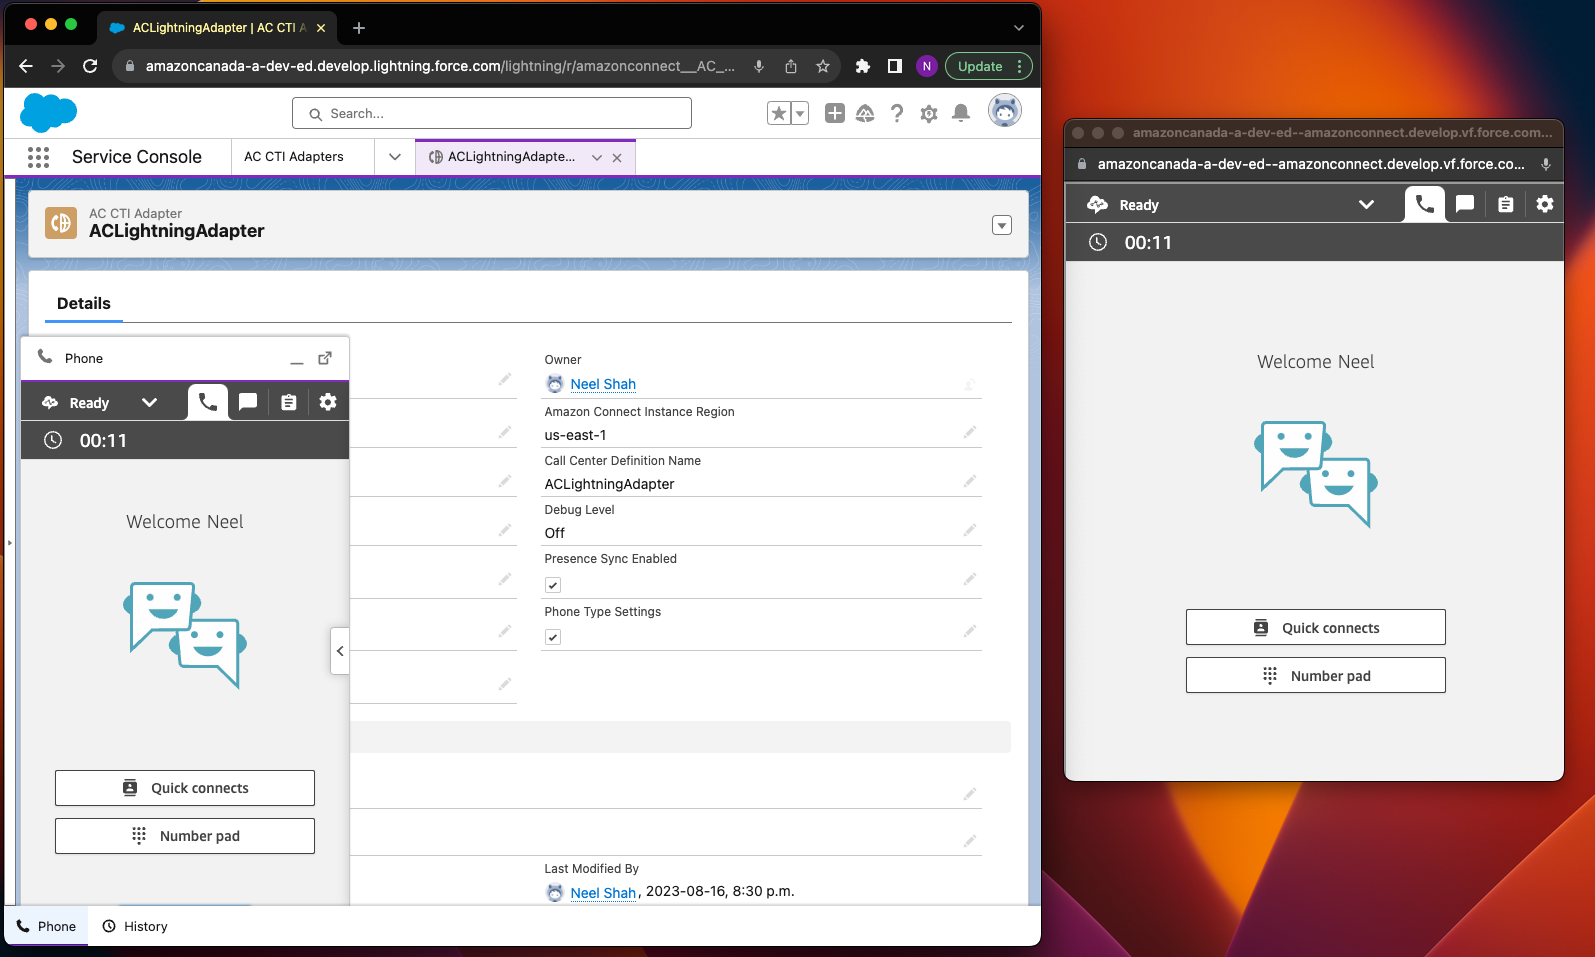 ACLightningAdapter | AC CTI A
amazoncanada-a-dev-ed.develop.lightning.force.com/lightning/r/amazonconnect__AC_...
N
Update
Search...
Service Console
AC CTI Adapters
ACLightningAdapte...
AC CTI Adapter
ACLightningAdapter
Details
Phone
Ready
00:11
Welcome Neel
Quick connects
Number pad
Owner
Neel Shah
Amazon Connect Instance Region
us-east-1
Call Center Definition Name
ACLightningAdapter
Debug Level
Off
Presence Sync Enabled
Phone Type Settings
Last Modified By
Neel Shah, 2023-08-16, 8:30 p.m.
Phone
History
amazoncanada-a-dev-ed--amazonconnect.develop.vf.force.com...
amazoncanada-a-dev-ed--amazonconnect.develop.vf.force.co...
Ready
00:11
Welcome Neel
Quick connects
Number pad